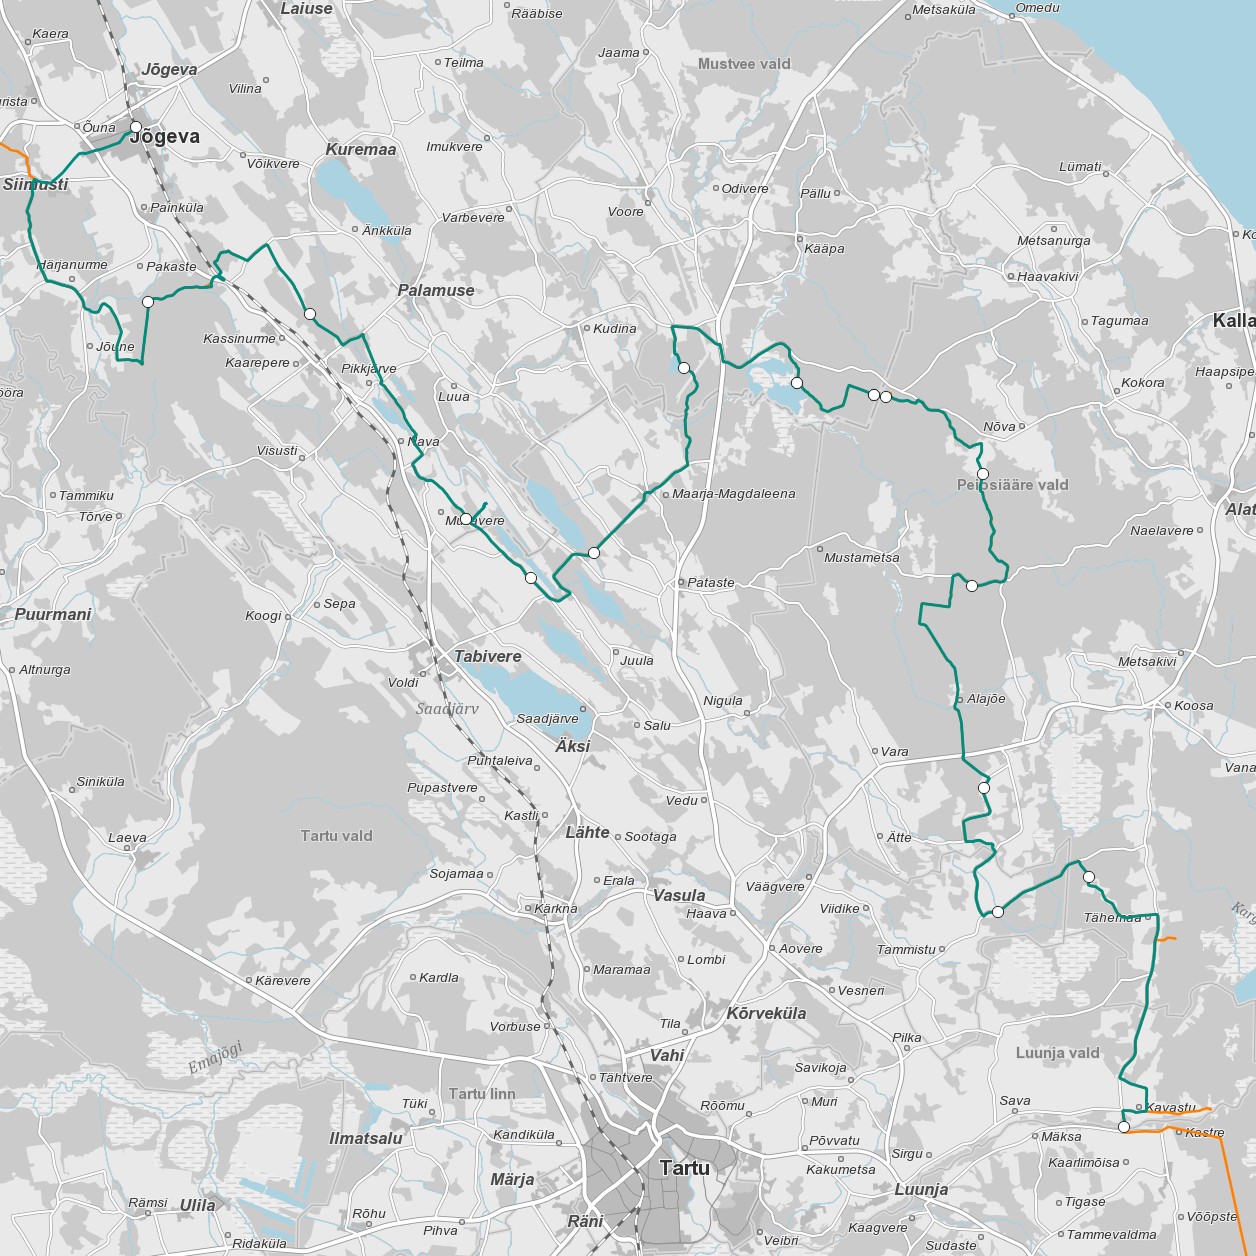 Laiuse
Rääbise
Metsaküla
Omedu
Kaera
Jaama
Teilma
Mustvee vald
Jõgeva
Vilina
Õuna
Jõgeva
Imukvere
Kuremaa
Võikvere
Lümati
Siimusti
Odivere
Pällu
Painküla
Varbevere
Voore
Änkküla
Metsanurga
Kääpa
Härjanurme
Pakaste
Haavakivi
Palamuse
Kudina
Tagumaa
Kalla
Kassinurme
Jõune
Kaarepere
Pikkjärve
Haapsipe
Kokora
Luua
Nõva
Nava
Visusti
Peipsiääre vald
Tammiku
Maarja-Magdaleena
Alat
Tõrve
Naelavere
Mustametsa
Pataste
Sepa
Puurmani
Koogi
Tabivere
Juula
Metsakivi
Altnurga
Voldi
Alajõe
Nigula
Koosa
Saadjärv
Saadjärve
Salu
Äksi
Vara
Puhtaleiva
Vana
Siniküla
Pupastvere
Vedu
Kastli
Lähte
Sootaga
Tartu vald
Laeva
Ätte
Sojamaa
Erala
Väägvere
Vasula
Kärkna
Haava
Viidike
Tähemaa
Aovere
Tammistu
Lombi
Maramaa
Kardla
Kärevere
Vesneri
Kõrveküla
Vorbuse
Tila
Pilka
Emajõgi
Vahi
Luunja vald
Savikoja
Tähtvere
Tartu linn
Tüki
Rõõmu
Muri
Sava
Kavastu
Ilmatsalu
Kandiküla
Mäksa
Kastre
Põvvatu
Sirgu
Tartu
Kakumetsa
Kaarlimõisa
Märja
Luunja
Rämsi
Ulila
Tigase
Rõhu
Räni
Pihva
Võõpste
Kaagvere
Tammevaldma
Veibri
Ridaküla
Sudaste